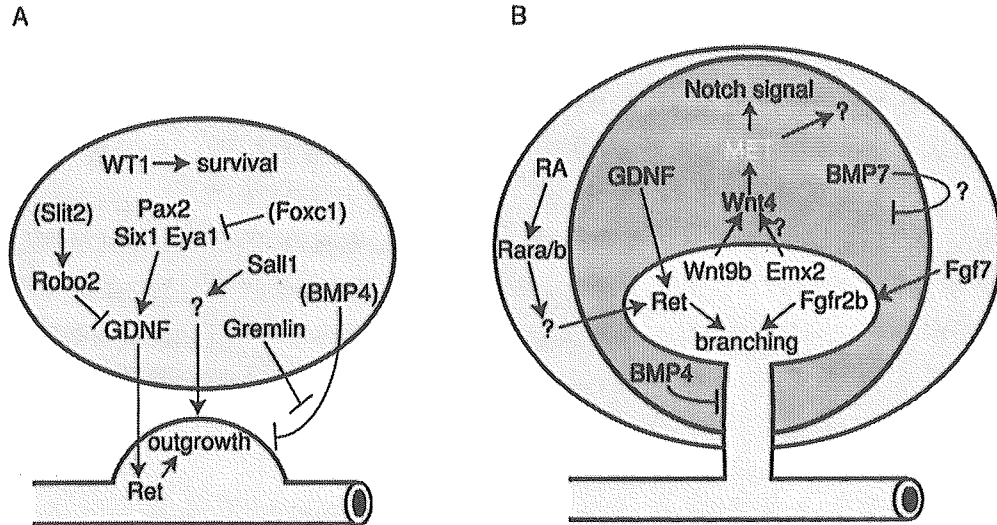 A
WT1 survival
(Slit2)
Pax2
(Foxc1)
Six1 Eya1
Robo2
Sall1
?
(BMP4)
GDNF
Gremlin
outgrowth
Ret
B
Notch signal
?
RA
GDNF
MET
BMP7
?
Wnt4
?
Rara/b
Wnt9b Emx2
Fgf7
?
Ret
Fgfr2b
branching
BMP4